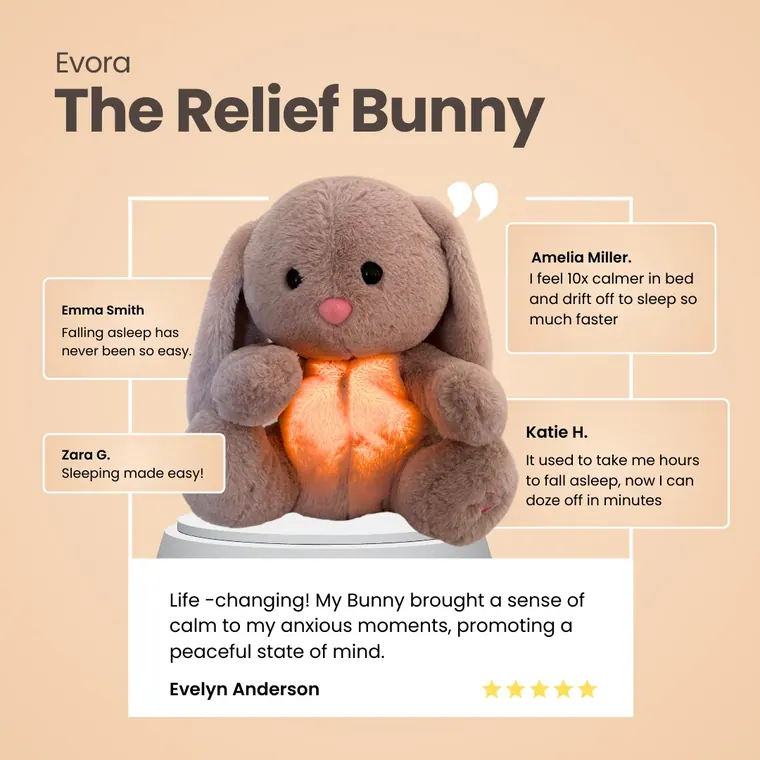 Evora
The Relief Bunny
Emma Smith
Falling asleep has
never been so easy.
Zara G.
Sleeping made easy!
Amelia Miller.
I feel 10x calmer in bed
and drift off to sleep so
much faster
Katie H.
It used to take me hours
to fall asleep, now I can
doze off in minutes
Life -changing! My Bunny brought a sense of
calm to my anxious moments, promoting a
peaceful state of mind.
Evelyn Anderson